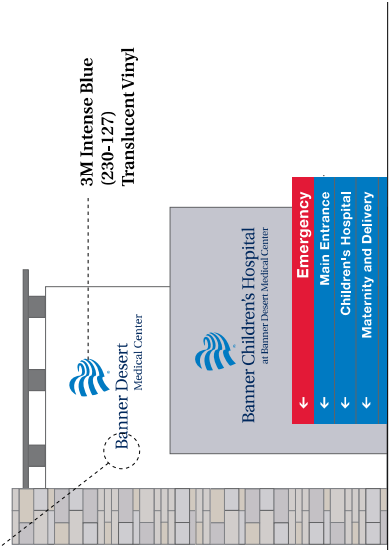 3M Intense Blue
(230-127)
Translucent Vinyl
Banner Desert
Medical Center
Banner Children's Hospital
at Banner Desert Medical Center
← Emergency
← Main Entrance
← Children's Hospital
← Maternity and Delivery